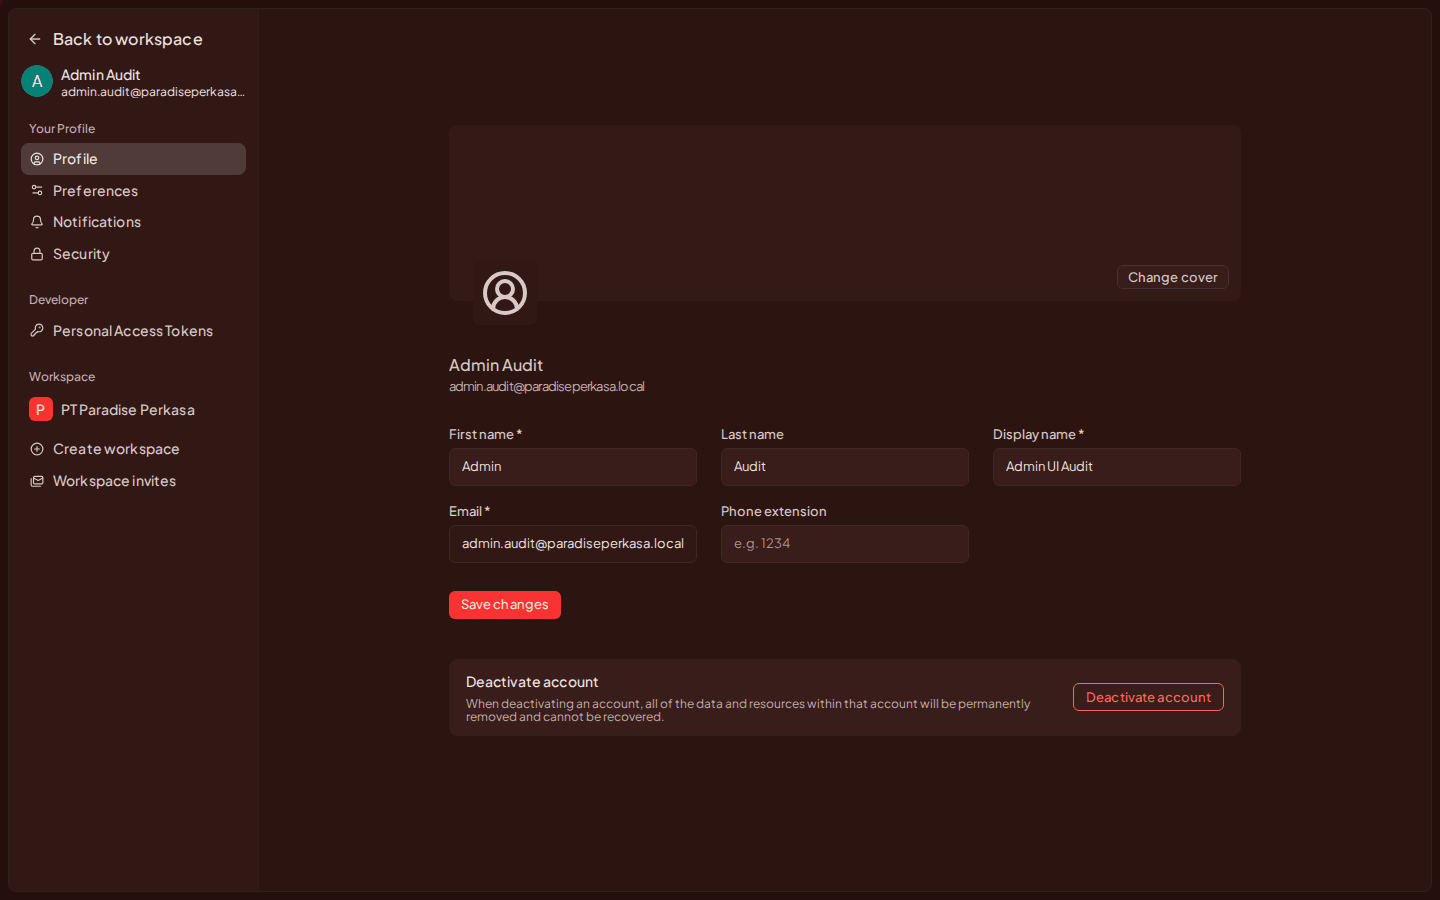 Back to workspace
A
Admin Audit
admin.audit@paradiseperkasa...
Your Profile
Profile
Preferences
Notifications
Security
Developer
Personal Access Tokens
Workspace
P
PT Paradise Perkasa
Create workspace
Workspace invites
Change cover
Admin Audit
admin.audit@paradiseperkasa.local
First name *
Last name
Display name *
Admin
Audit
Admin UI Audit
Email *
Phone extension
admin.audit@paradiseperkasa.local
e.g. 1234
Save changes
Deactivate account
When deactivating an account, all of the data and resources within that account will be permanently
removed and cannot be recovered.
Deactivate account